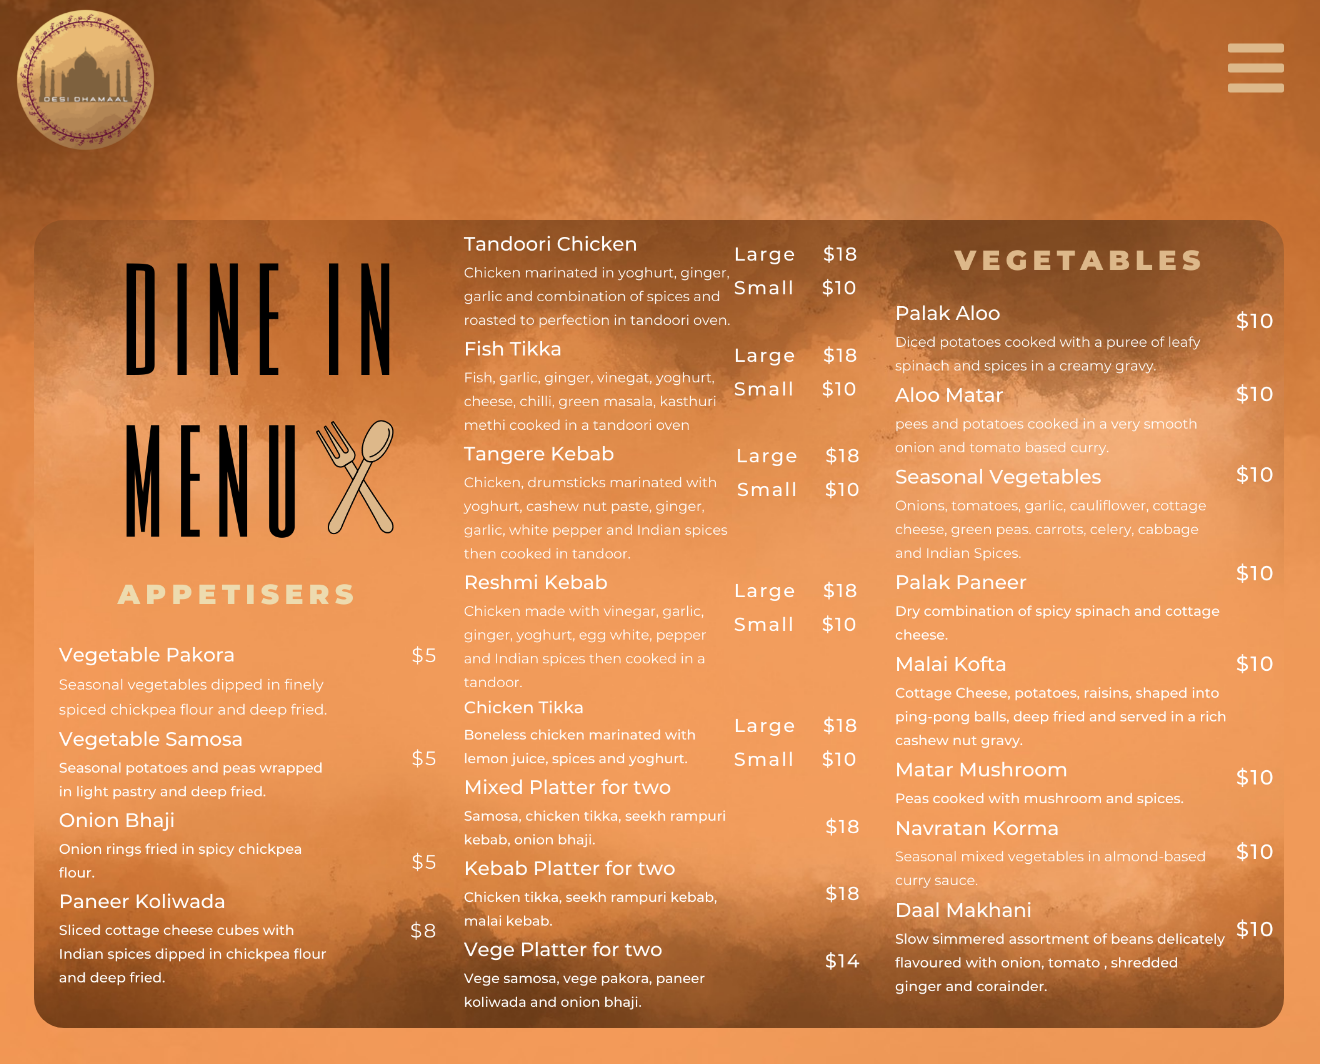 DESI DHAMAAL
DINE IN
MENU
APPETISERS
Vegetable Pakora $5
Seasonal vegetables dipped in finely
spiced chickpea flour and deep fried.
Vegetable Samosa $5
Seasonal potatoes and peas wrapped
in light pastry and deep fried.
Onion Bhaji
Onion rings fried in spicy chickpea $5
flour.
Paneer Koliwada
Sliced cottage cheese cubes with $8
Indian spices dipped in chickpea flour
and deep fried.
Tandoori Chicken Large $18
Chicken marinated in yoghurt, ginger, Small $10
garlic and combination of spices and
roasted to perfection in tandoori oven.
Fish Tikka Large $18
Fish, garlic, ginger, vinegat, yoghurt, Small $10
cheese, chilli, green masala, kasthuri
methi cooked in a tandoori oven
Tangere Kebab Large $18
Chicken, drumsticks marinated with Small $10
yoghurt, cashew nut paste, ginger,
garlic, white pepper and Indian spices
then cooked in tandoor.
Reshmi Kebab Large $18
Chicken made with vinegar, garlic, Small $10
ginger, yoghurt, egg white, pepper
and Indian spices then cooked in a
tandoor.
Chicken Tikka Large $18
Boneless chicken marinated with Small $10
lemon juice, spices and yoghurt.
Mixed Platter for two
Samosa, chicken tikka, seekh rampuri $18
kebab, onion bhaji.
Kebab Platter for two
Chicken tikka, seekh rampuri kebab, $18
malai kebab.
Vege Platter for two $14
Vege samosa, vege pakora, paneer
koliwada and onion bhaji.
VEGETABLES
Palak Aloo $10
Diced potatoes cooked with a puree of leafy
spinach and spices in a creamy gravy.
Aloo Matar $10
pees and potatoes cooked in a very smooth
onion and tomato based curry.
Seasonal Vegetables $10
Onions, tomatoes, garlic, cauliflower, cottage
cheese, green peas. carrots, celery, cabbage
and Indian Spices.
Palak Paneer $10
Dry combination of spicy spinach and cottage
cheese.
Malai Kofta $10
Cottage Cheese, potatoes, raisins, shaped into
ping-pong balls, deep fried and served in a rich
cashew nut gravy.
Matar Mushroom $10
Peas cooked with mushroom and spices.
Navratan Korma $10
Seasonal mixed vegetables in almond-based
curry sauce.
Daal Makhani $10
Slow simmered assortment of beans delicately
flavoured with onion, tomato , shredded
ginger and corainder.